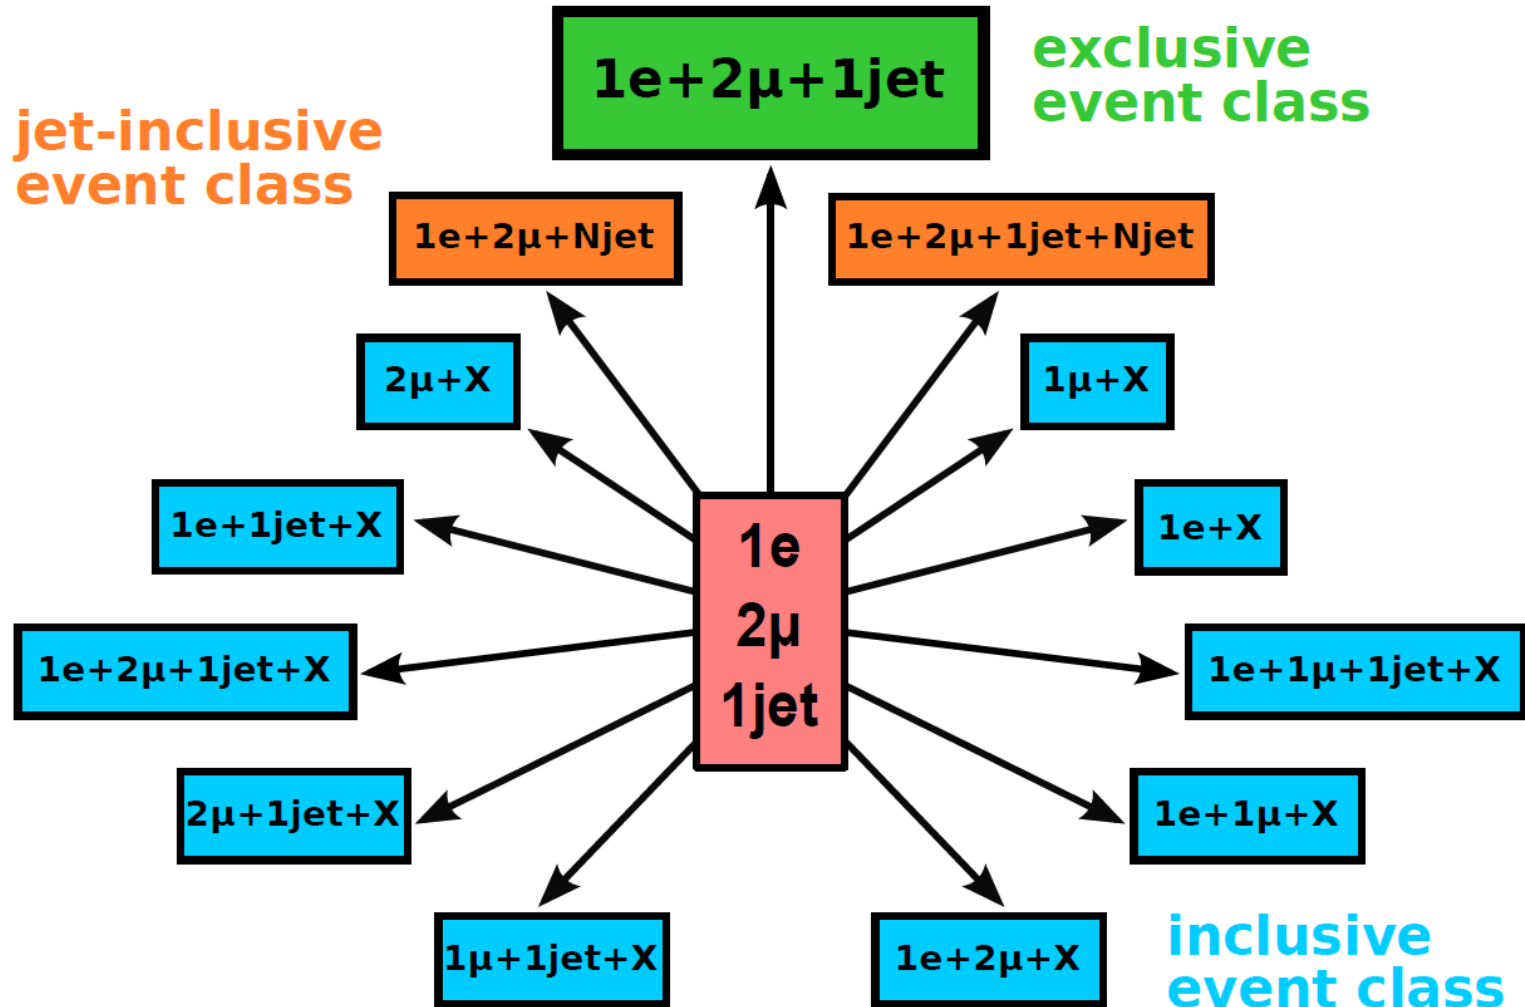 exclusive
event class
1e+2μ+1jet
jet-inclusive
event class
1e+2μ+Njet
1e+2μ+1jet+Njet
2μ+X
1μ+X
1e+1jet+X
1e+X
1e
2μ
1jet
1e+2μ+1jet+X
1e+1μ+1jet+X
2μ+1jet+X
1e+1μ+X
1μ+1jet+X
1e+2μ+X
inclusive
event class